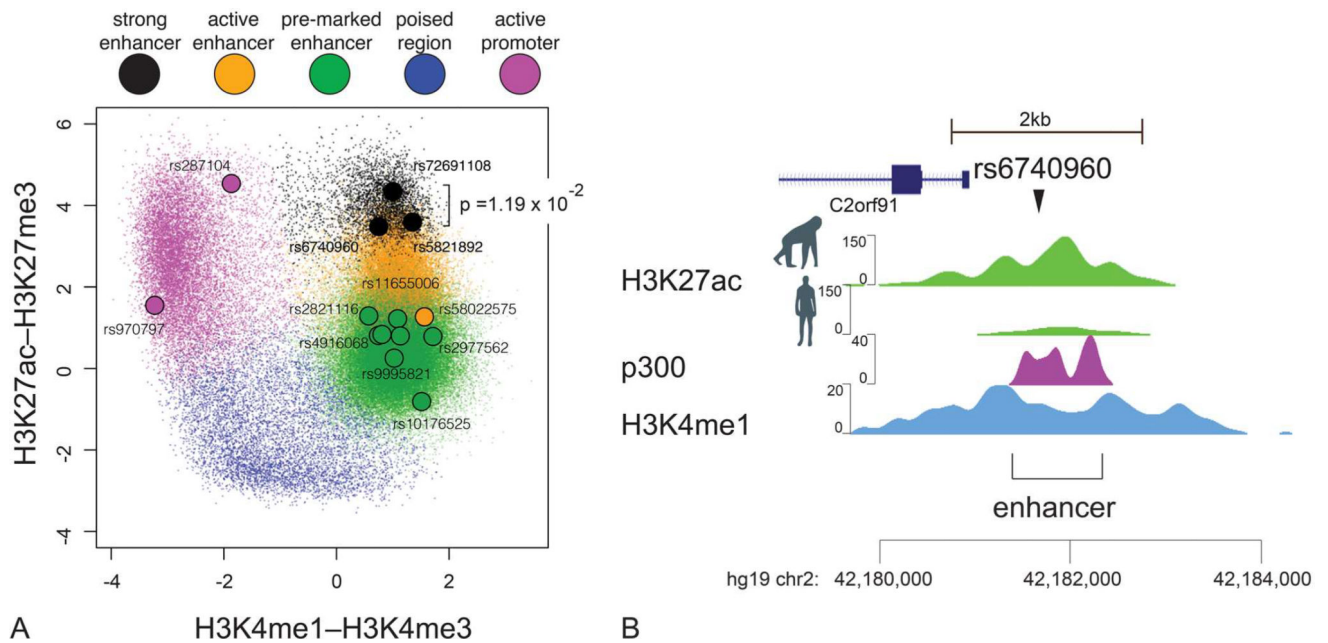 strong enhancer
active enhancer
pre-marked enhancer
poised region
active promoter
H3K27ac–H3K27me3
6
4
2
0
-2
-4
rs287104
rs72691108
p =1.19 x 10-2
rs6740960
rs5821892
rs11655006
rs2821116
rs58022575
rs970797
rs4916068
rs2977562
rs9995821
rs10176525
-4
-2
0
2
H3K4me1–H3K4me3
A
2kb
rs6740960
C2orf91
H3K27ac
150
0
150
0
p300
40
0
H3K4me1
20
0
enhancer
hg19 chr2:
42,180,000
42,182,000
42,184,000
B